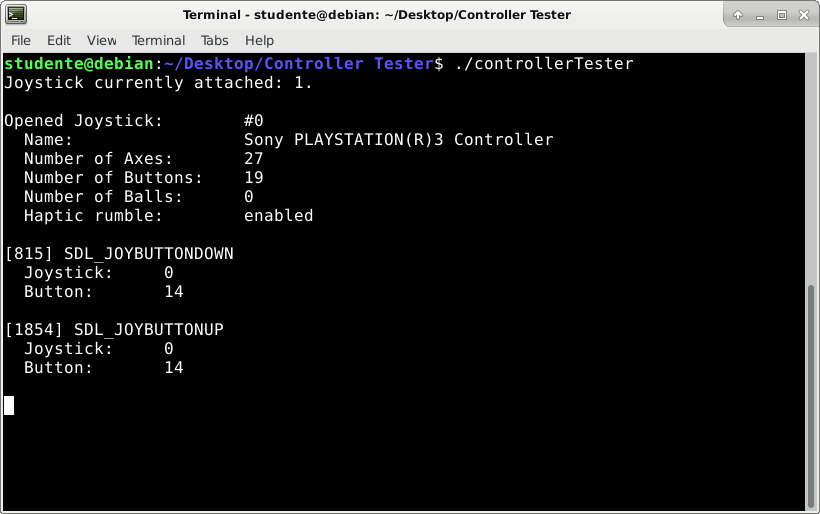 Terminal - studente@debian: ~/Desktop/Controller Tester
File Edit View Terminal Tabs Help
studente@debian:~/Desktop/Controller Tester$ ./controllerTester
Joystick currently attached: 1.
Opened Joystick: #0
Name: Sony PLAYSTATION(R)3 Controller
Number of Axes: 27
Number of Buttons: 19
Number of Balls: 0
Haptic rumble: enabled
[815] SDL_JOYBUTTONDOWN
Joystick: 0
Button: 14
[1854] SDL_JOYBUTTONUP
Joystick: 0
Button: 14